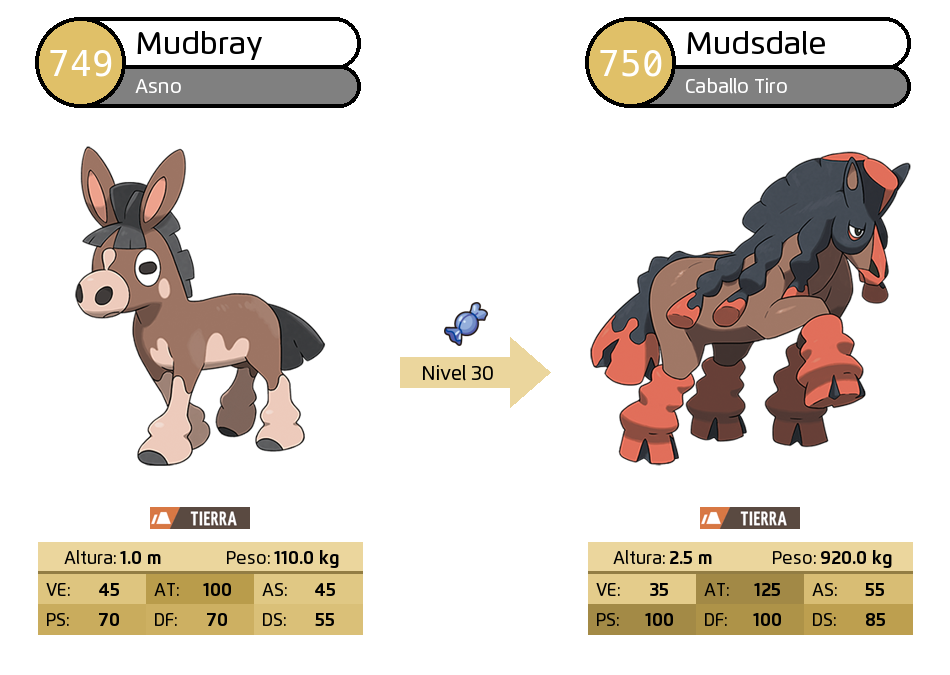 749 Mudbray
Asno
750 Mudsdale
Caballo Tiro
Nivel 30
TIERRA
Altura: 1.0 m Peso: 110.0 kg
VE: 45 AT: 100 AS: 45
PS: 70 DF: 70 DS: 55
TIERRA
Altura: 2.5 m Peso: 920.0 kg
VE: 35 AT: 125 AS: 55
PS: 100 DF: 100 DS: 85